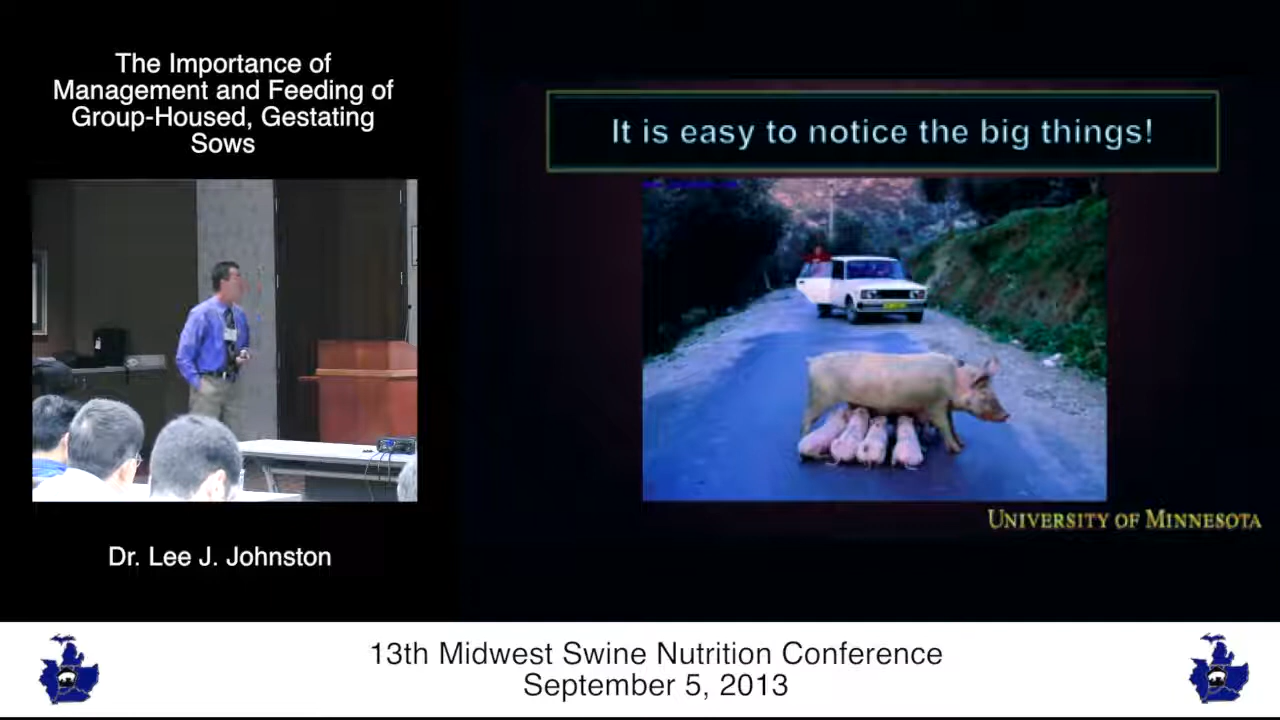 The Importance of
Management and Feeding of
Group-Housed, Gestating
Sows
It is easy to notice the big things!
UNIVERSITY OF MINNESOTA
Dr. Lee J. Johnston
13th Midwest Swine Nutrition Conference
September 5, 2013